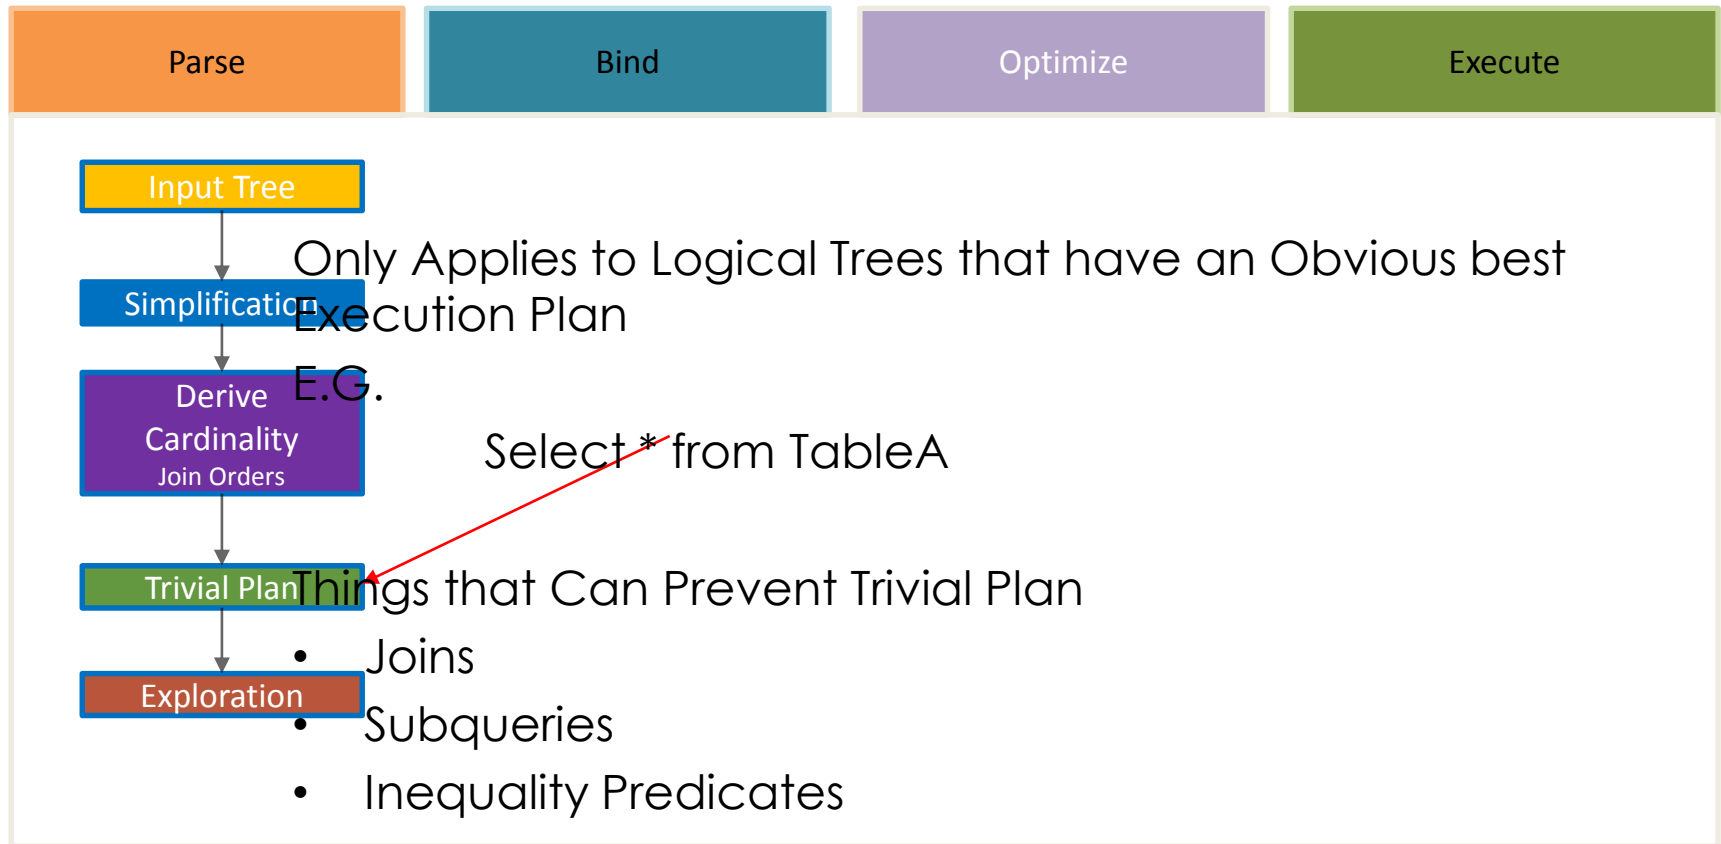 Parse
Bind
Optimize
Execute
Input Tree
Simplification
Derive
Cardinality
Join Orders
Trivial Plan
Exploration
Only Applies to Logical Trees that have an Obvious best
Execution Plan
E.G.
Select * from TableA
Things that Can Prevent Trivial Plan
• Joins
• Subqueries
• Inequality Predicates